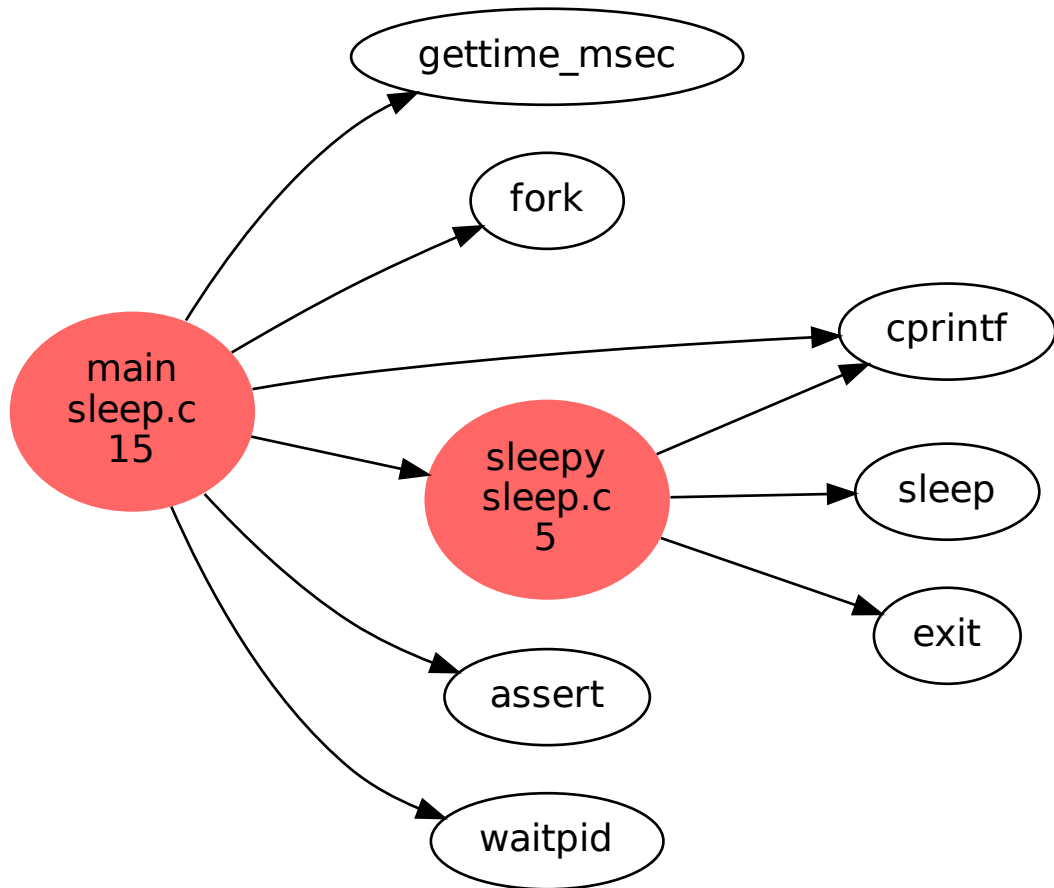 gettime_msec
fork
cprintf
main
sleep.c
15
sleepy
sleep.c
5
sleep
exit
assert
waitpid